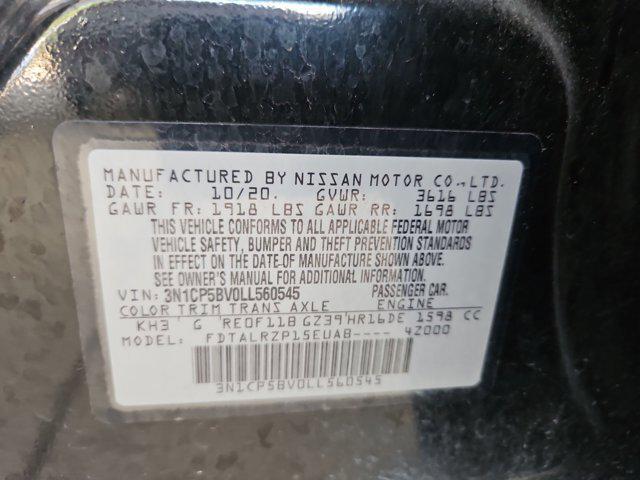 MANUFACTURED BY NISSAN MOTOR CO.,LTD.
DATE: 10/20. GVWR: 3616 LBS
GAWR FR: 1918 LBS GAWR RR: 1698 LBS
THIS VEHICLE CONFORMS TO ALL APPLICABLE FEDERAL MOTOR
VEHICLE SAFETY, BUMPER AND THEFT PREVENTION STANDARDS
IN EFFECT ON THE DATE OF MANUFACTURE SHOWN ABOVE.
SEE OWNER'S MANUAL FOR ADDITIONAL INFORMATION.
VIN: 3N1CP5BV0LL560545 PASSENGER CAR.
COLOR TRIM TRANS AXLE ENGINE
KH3 G RE0F11B GZ39 HR16DE 1598 CC
MODEL: FDTALRZP15EUAB---- 42000
3N1CP5BV0LL560545